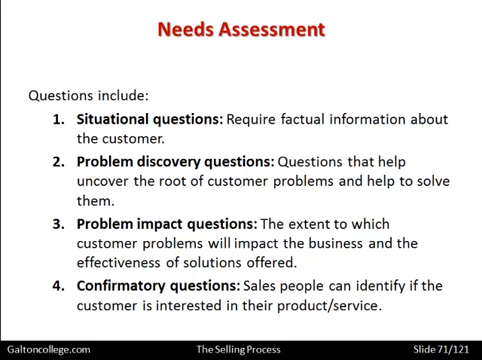 Needs Assessment
Questions include:
1. Situational questions: Require factual information about
the customer.
2. Problem discovery questions: Questions that help
uncover the root of customer problems and help to solve
them.
3. Problem impact questions: The extent to which
customer problems will impact the business and the
effectiveness of solutions offered.
4. Confirmatory questions: Sales people can identify if the
customer is interested in their product/service.
Galtoncollege.com The Selling Process Slide 71/121